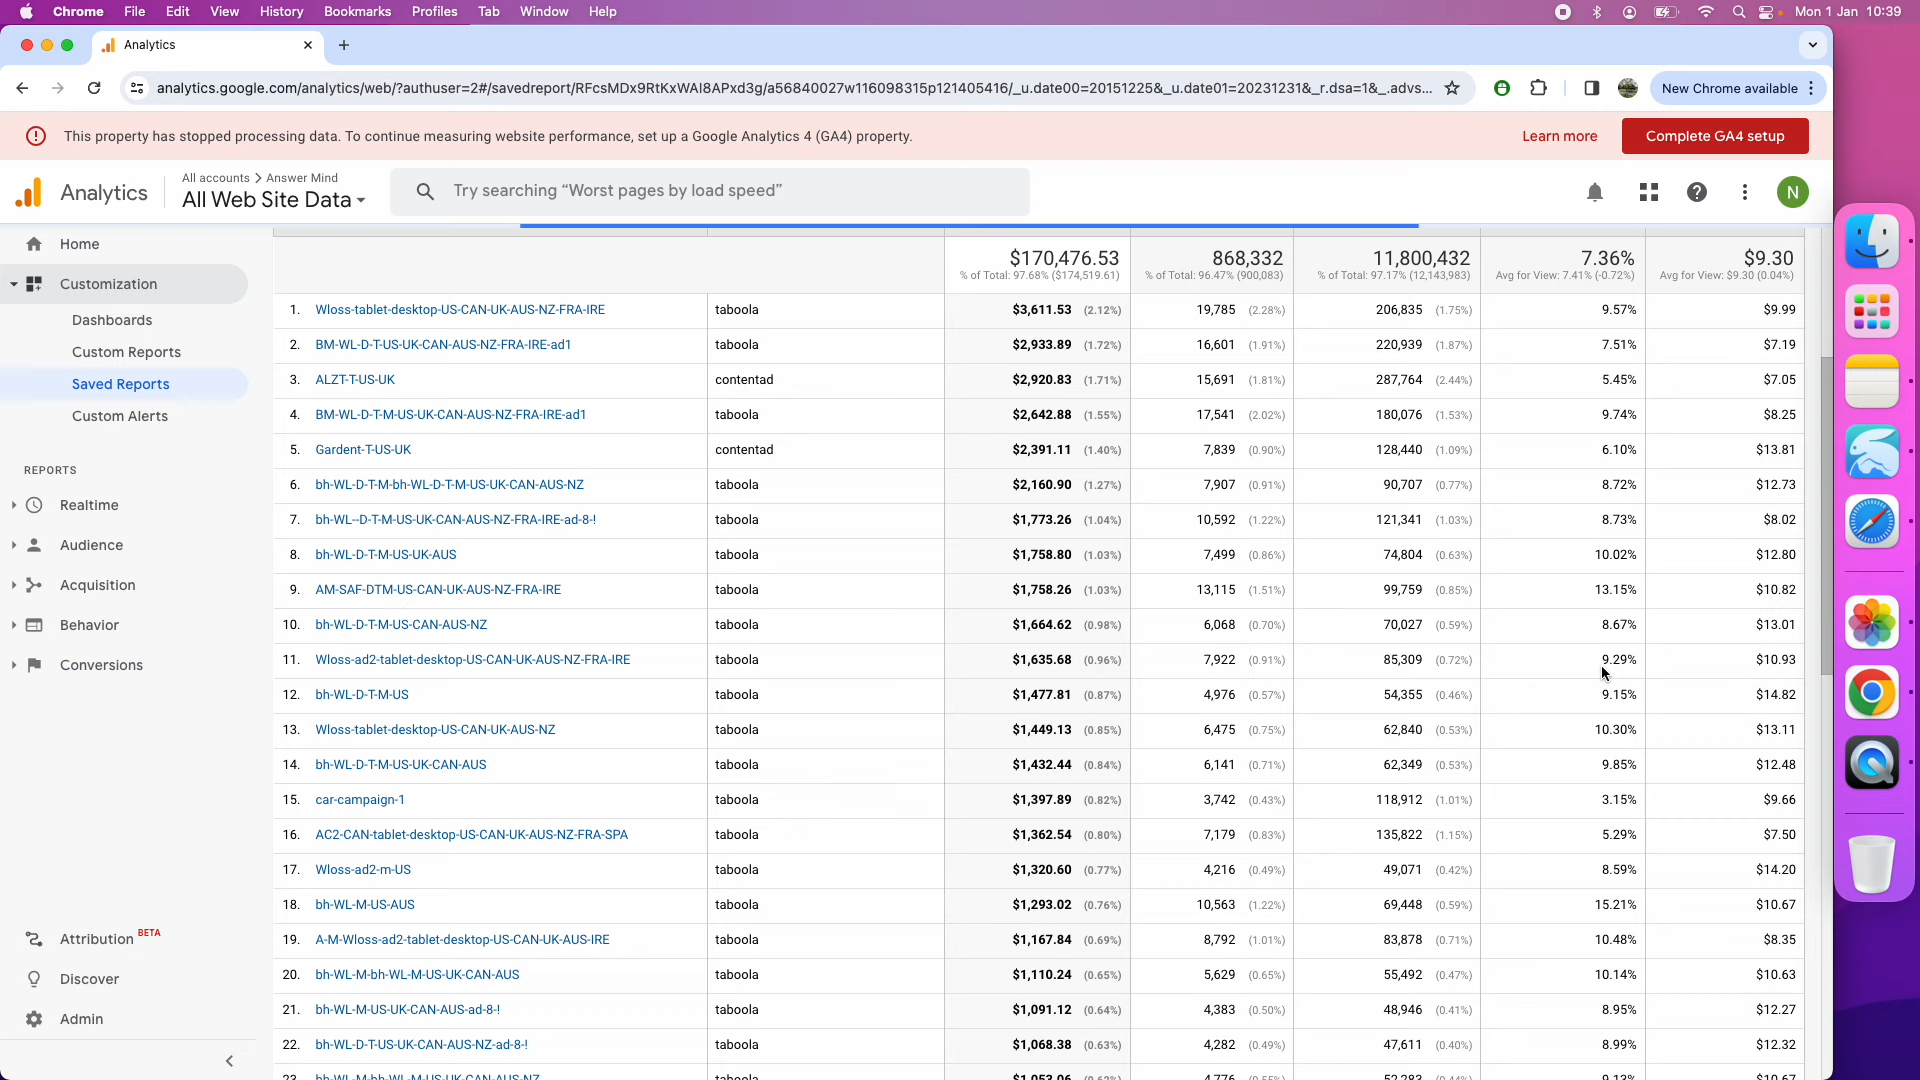 Chrome File Edit View History Bookmarks Profiles Tab Window Help Mon 1 Jan 10:39
Analytics
analytics.google.com/analytics/web/?authuser=2#/savedreport/RFcsMDx9RtKxWAI8APxd3g/a56840027w116098315p121405416/_u.date00=20151225&_u.date01=20231231&_r.dsa=1&_.advs... New Chrome available
This property has stopped processing data. To continue measuring website performance, set up a Google Analytics 4 (GA4) property. Learn more Complete GA4 setup
All accounts > Answer Mind
Analytics All Web Site Data Try searching “Worst pages by load speed” N
Home
Customization
Dashboards
Custom Reports
Saved Reports
Custom Alerts
REPORTS
Realtime
Audience
Acquisition
Behavior
Conversions
Attribution BETA
Discover
Admin
$170,476.53 868,332 11,800,432 7.36% $9.30
% of Total: 97.68% ($174,519.61) % of Total: 96.47% (900,083) % of Total: 97.17% (12,143,983) Avg for View: 7.41% (-0.72%) Avg for View: $9.30 (0.04%)
1. Wloss-tablet-desktop-US-CAN-UK-AUS-NZ-FRA-IRE taboola $3,611.53 (2.12%) 19,785 (2.28%) 206,835 (1.75%) 9.57% $9.99
2. BM-WL-D-T-US-UK-CAN-AUS-NZ-FRA-IRE-ad1 taboola $2,933.89 (1.72%) 16,601 (1.91%) 220,939 (1.87%) 7.51% $7.19
3. ALZT-T-US-UK contentad $2,920.83 (1.71%) 15,691 (1.81%) 287,764 (2.44%) 5.45% $7.05
4. BM-WL-D-T-M-US-UK-CAN-AUS-NZ-FRA-IRE-ad1 taboola $2,642.88 (1.55%) 17,541 (2.02%) 180,076 (1.53%) 9.74% $8.25
5. Gardent-T-US-UK contentad $2,391.11 (1.40%) 7,839 (0.90%) 128,440 (1.09%) 6.10% $13.81
6. bh-WL-D-T-M-bh-WL-D-T-M-US-UK-CAN-AUS-NZ taboola $2,160.90 (1.27%) 7,907 (0.91%) 90,707 (0.77%) 8.72% $12.73
7. bh-WL--D-T-M-US-UK-CAN-AUS-NZ-FRA-IRE-ad-8-! taboola $1,773.26 (1.04%) 10,592 (1.22%) 121,341 (1.03%) 8.73% $8.02
8. bh-WL-D-T-M-US-UK-AUS taboola $1,758.80 (1.03%) 7,499 (0.86%) 74,804 (0.63%) 10.02% $12.80
9. AM-SAF-DTM-US-CAN-UK-AUS-NZ-FRA-IRE taboola $1,758.26 (1.03%) 13,115 (1.51%) 99,759 (0.85%) 13.15% $10.82
10. bh-WL-D-T-M-US-CAN-AUS-NZ taboola $1,664.62 (0.98%) 6,068 (0.70%) 70,027 (0.59%) 8.67% $13.01
11. Wloss-ad2-tablet-desktop-US-CAN-UK-AUS-NZ-FRA-IRE taboola $1,635.68 (0.96%) 7,922 (0.91%) 85,309 (0.72%) 9.29% $10.93
12. bh-WL-D-T-M-US taboola $1,477.81 (0.87%) 4,976 (0.57%) 54,355 (0.46%) 9.15% $14.82
13. Wloss-tablet-desktop-US-CAN-UK-AUS-NZ taboola $1,449.13 (0.85%) 6,475 (0.75%) 62,840 (0.53%) 10.30% $13.11
14. bh-WL-D-T-M-US-UK-CAN-AUS taboola $1,432.44 (0.84%) 6,141 (0.71%) 62,349 (0.53%) 9.85% $12.48
15. car-campaign-1 taboola $1,397.89 (0.82%) 3,742 (0.43%) 118,912 (1.01%) 3.15% $9.66
16. AC2-CAN-tablet-desktop-US-CAN-UK-AUS-NZ-FRA-SPA taboola $1,362.54 (0.80%) 7,179 (0.83%) 135,822 (1.15%) 5.29% $7.50
17. Wloss-ad2-m-US taboola $1,320.60 (0.77%) 4,216 (0.49%) 49,071 (0.42%) 8.59% $14.20
18. bh-WL-M-US-AUS taboola $1,293.02 (0.76%) 10,563 (1.22%) 69,448 (0.59%) 15.21% $10.67
19. A-M-Wloss-ad2-tablet-desktop-US-CAN-UK-AUS-IRE taboola $1,167.84 (0.69%) 8,792 (1.01%) 83,878 (0.71%) 10.48% $8.35
20. bh-WL-M-bh-WL-M-US-UK-CAN-AUS taboola $1,110.24 (0.65%) 5,629 (0.65%) 55,492 (0.47%) 10.14% $10.63
21. bh-WL-M-US-UK-CAN-AUS-ad-8-! taboola $1,091.12 (0.64%) 4,383 (0.50%) 48,946 (0.41%) 8.95% $12.27
22. bh-WL-D-T-US-UK-CAN-AUS-NZ-ad-8-! taboola $1,068.38 (0.63%) 4,282 (0.49%) 47,611 (0.40%) 8.99% $12.32
23. bh-WL-M-bh-WL-M-US-UK-CAN-AUS-NZ taboola $1,053.06 4,776 52,283 9.13% $10.67